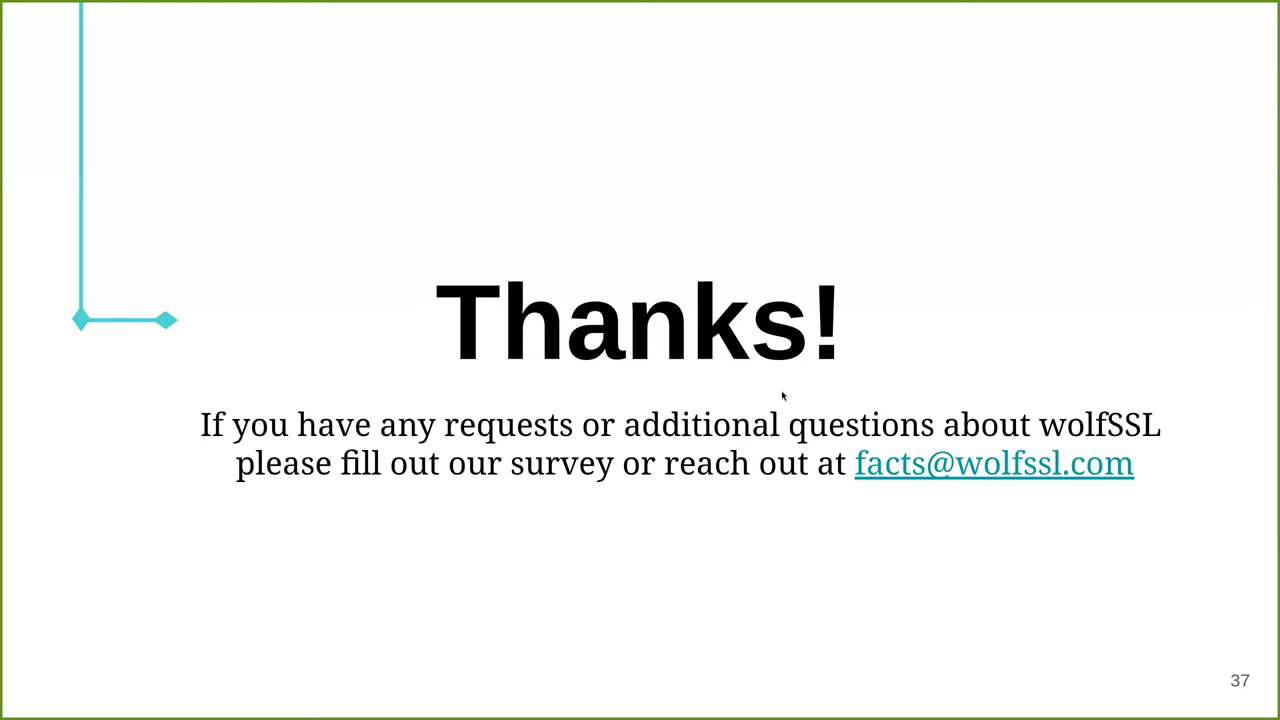 Thanks!
If you have any requests or additional questions about wolfSSL
please fill out our survey or reach out at facts@wolfssl.com
37